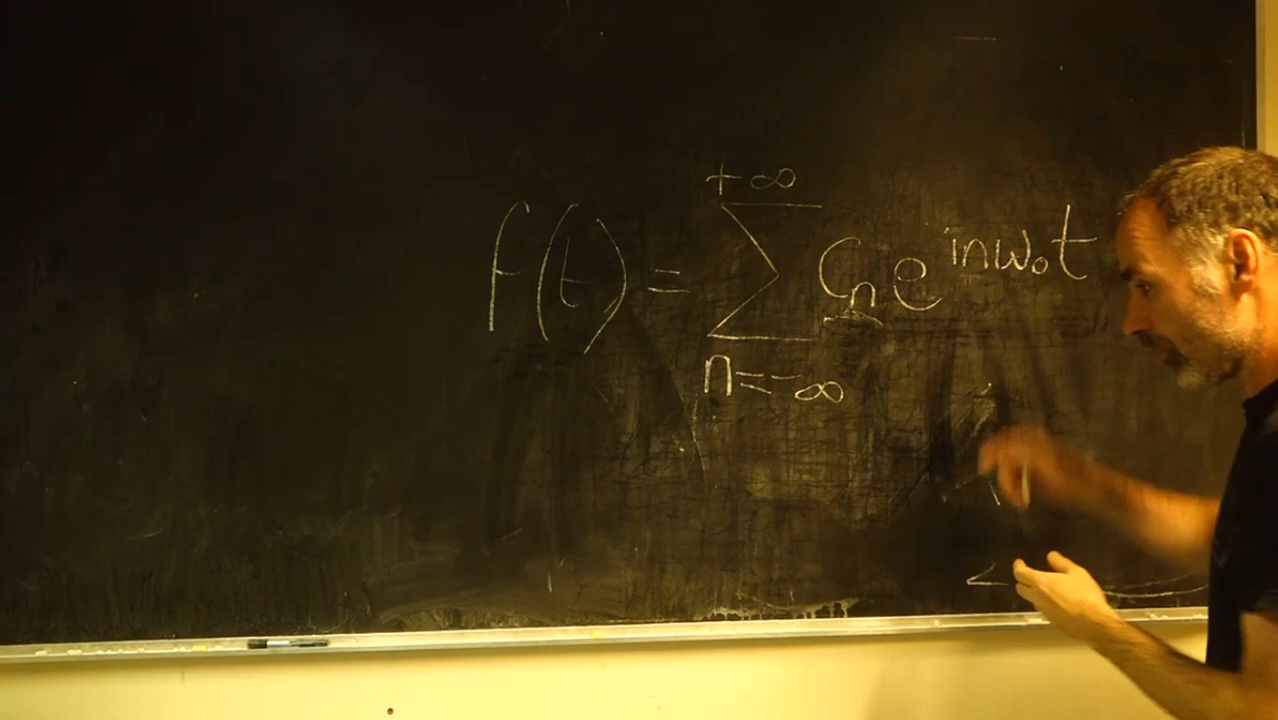 +∞
f(t) = ∑ Cₙe^{inω₀t}
n=-∞